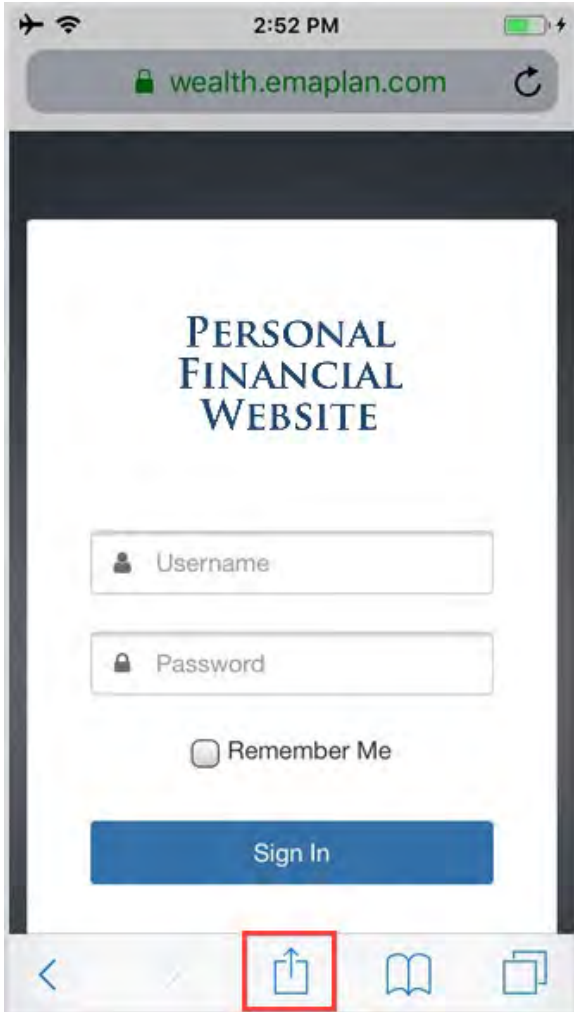 2:52 PM
wealth.emaplan.com
PERSONAL
FINANCIAL
WEBSITE
Username
Password
Remember Me
Sign In